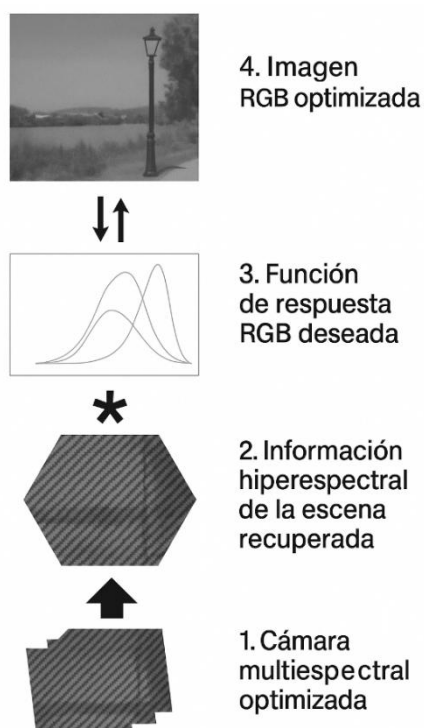 4. Imagen
RGB optimizada
3. Función
de respuesta
RGB deseada
*
2. Información
hiperespectral
de la escena
recuperada
1. Cámara
multiespectral
optimizada